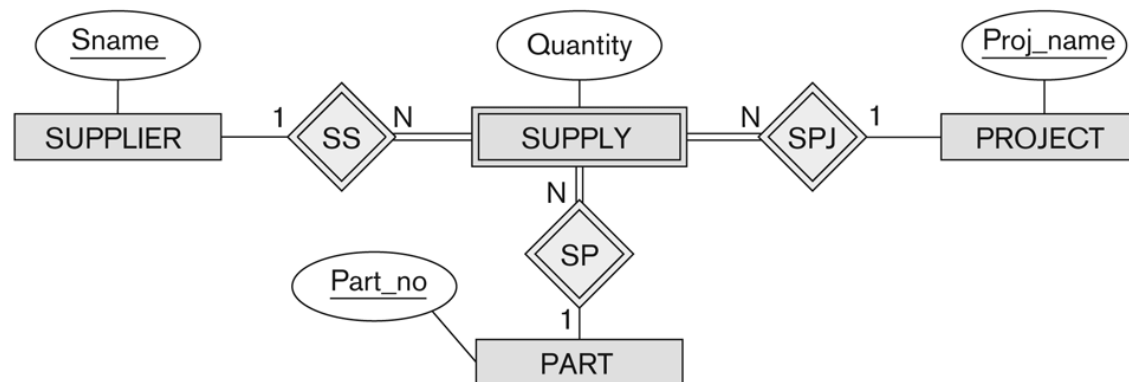 Sname
Quantity
Proj_name
SUPPLIER
1
SS
N
SUPPLY
N
SPJ
1
PROJECT
N
SP
Part_no
1
PART